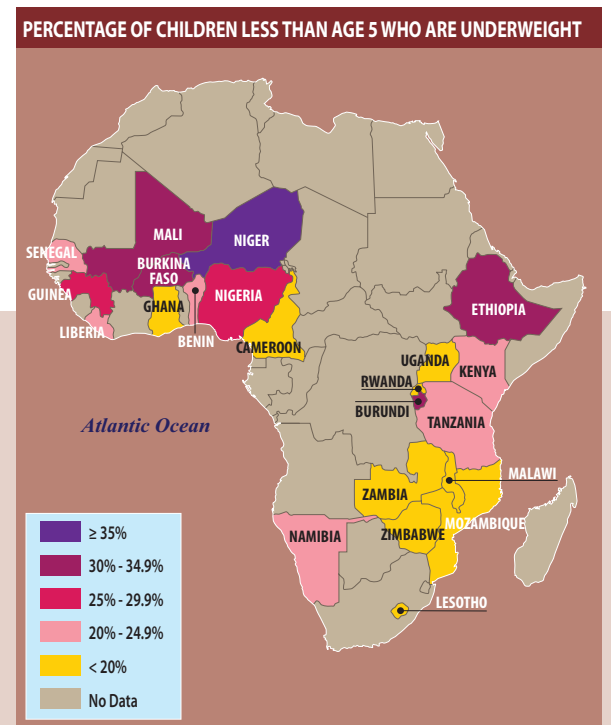 PERCENTAGE OF CHILDREN LESS THAN AGE 5 WHO ARE UNDERWEIGHT
MALI
NIGER
SENEGAL
BURKINA
FASO
GUINEA
NIGERIA
GHANA
ETHIOPIA
LIBERIA
BENIN
CAMEROON
UGANDA
KENYA
RWANDA
BURUNDI
TANZANIA
Atlantic Ocean
MALAWI
ZAMBIA
MOZAMBIQUE
NAMIBIA
ZIMBABWE
LESOTHO
≥ 35%
30% - 34.9%
25% - 29.9%
20% - 24.9%
< 20%
No Data